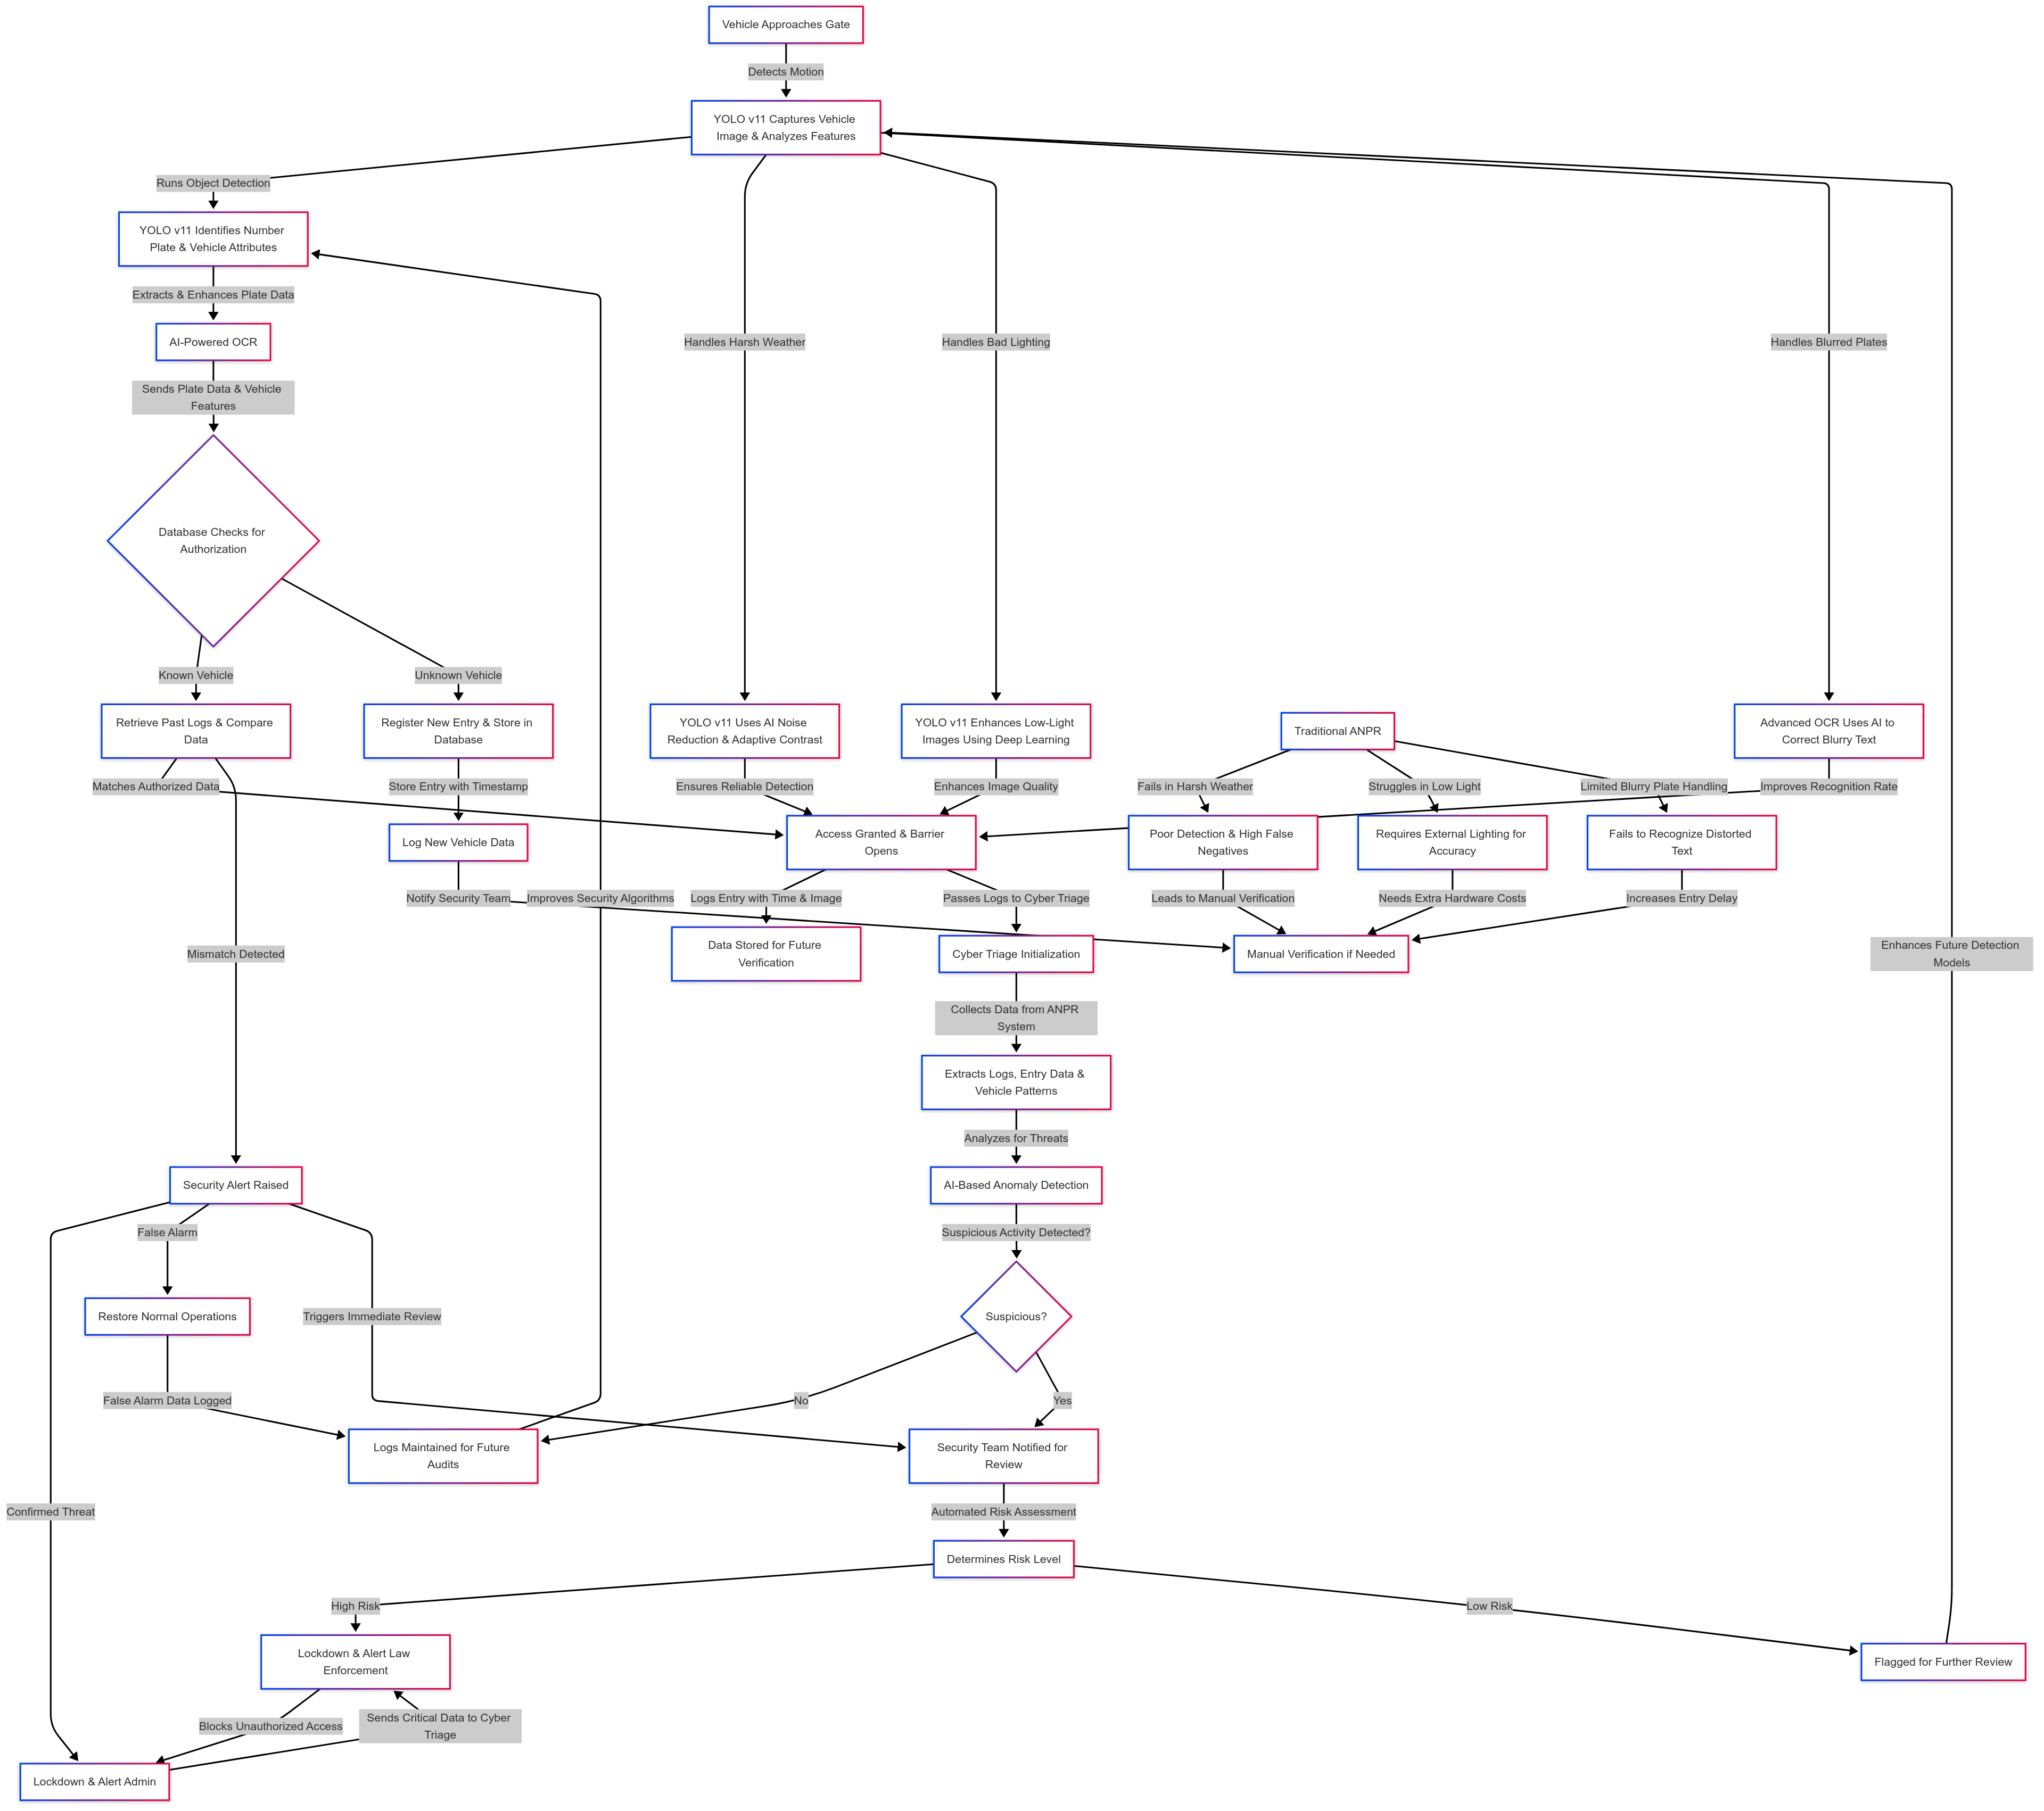 Vehicle Approaches Gate
Detects Motion
YOLO v11 Captures Vehicle
Image & Analyzes Features
Runs Object Detection
YOLO v11 Identifies Number
Plate & Vehicle Attributes
Extracts & Enhances Plate Data
AI-Powered OCR
Handles Harsh Weather
Handles Bad Lighting
Handles Blurred Plates
Sends Plate Data & Vehicle
Features
Database Checks for
Authorization
Known Vehicle
Unknown Vehicle
Retrieve Past Logs & Compare
Data
Register New Entry & Store in
Database
YOLO v11 Uses AI Noise
Reduction & Adaptive Contrast
YOLO v11 Enhances Low-Light
Images Using Deep Learning
Traditional ANPR
Advanced OCR Uses AI to
Correct Blurry Text
Matches Authorized Data
Store Entry with Timestamp
Ensures Reliable Detection
Enhances Image Quality
Fails in Harsh Weather
Struggles in Low Light
Limited Blurry Plate Handling
Improves Recognition Rate
Log New Vehicle Data
Access Granted & Barrier
Opens
Poor Detection & High False
Negatives
Requires External Lighting for
Accuracy
Fails to Recognize Distorted
Text
Notify Security Team
Improves Security Algorithms
Logs Entry with Time & Image
Passes Logs to Cyber Triage
Leads to Manual Verification
Needs Extra Hardware Costs
Increases Entry Delay
Mismatch Detected
Data Stored for Future
Verification
Cyber Triage Initialization
Manual Verification if Needed
Enhances Future Detection
Models
Collects Data from ANPR
System
Extracts Logs, Entry Data &
Vehicle Patterns
Analyzes for Threats
Security Alert Raised
AI-Based Anomaly Detection
False Alarm
Suspicious Activity Detected?
Restore Normal Operations
Triggers Immediate Review
Suspicious?
False Alarm Data Logged
No
Yes
Logs Maintained for Future
Audits
Security Team Notified for
Review
Confirmed Threat
Automated Risk Assessment
Determines Risk Level
High Risk
Low Risk
Lockdown & Alert Law
Enforcement
Flagged for Further Review
Blocks Unauthorized Access
Sends Critical Data to Cyber
Triage
Lockdown & Alert Admin